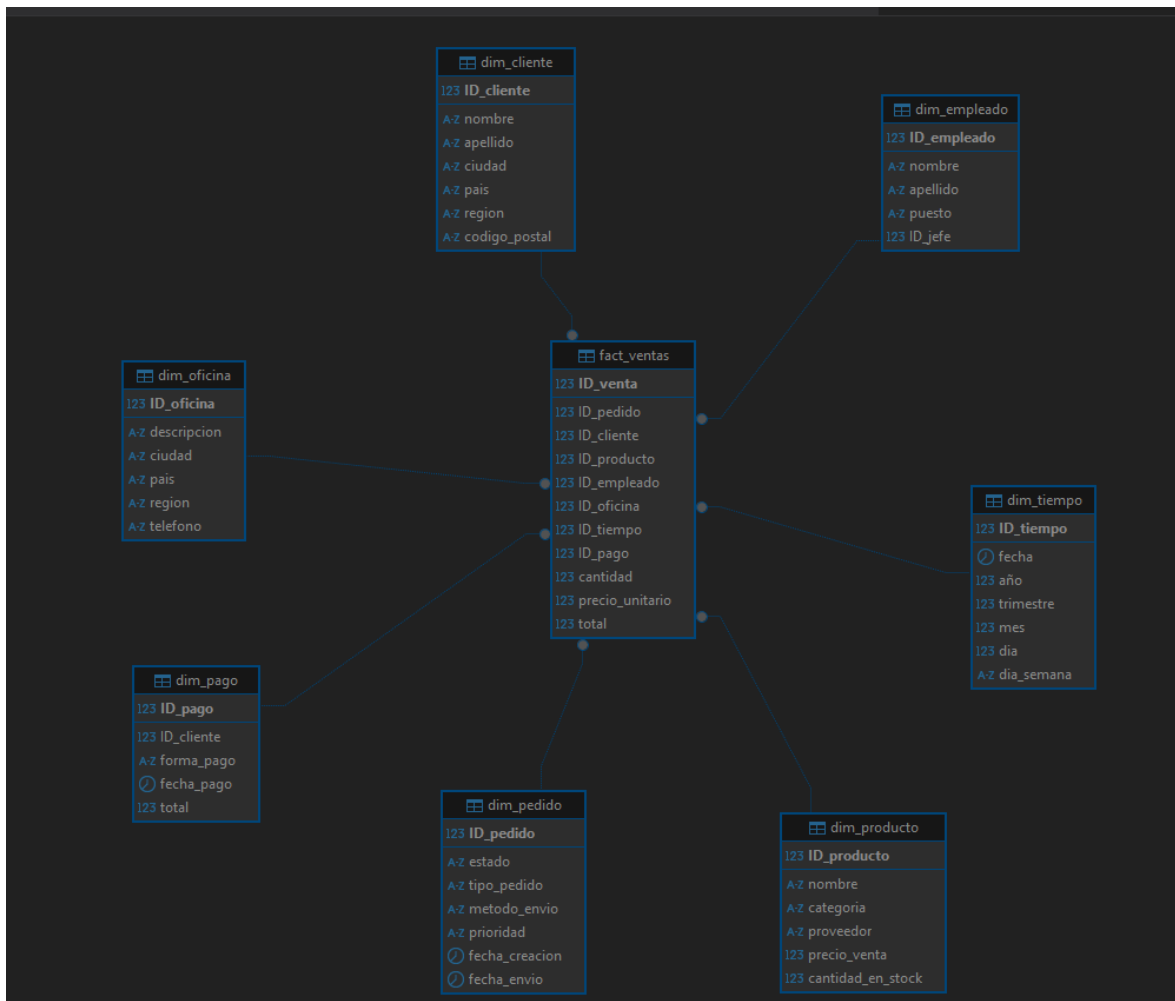 dim_cliente
123 ID_cliente
A-Z nombre
A-Z apellido
A-Z ciudad
A-Z pais
A-Z region
A-Z codigo_postal
dim_empleado
123 ID_empleado
A-Z nombre
A-Z apellido
A-Z puesto
123 ID_jefe
fact_ventas
123 ID_venta
123 ID_pedido
123 ID_cliente
123 ID_producto
123 ID_empleado
123 ID_oficina
123 ID_tiempo
123 ID_pago
123 cantidad
123 precio_unitario
123 total
dim_oficina
123 ID_oficina
A-Z descripcion
A-Z ciudad
A-Z pais
A-Z region
A-Z telefono
dim_tiempo
123 ID_tiempo
fecha
123 año
123 trimestre
123 mes
123 dia
A-Z dia_semana
dim_pago
123 ID_pago
123 ID_cliente
A-Z forma_pago
fecha_pago
123 total
dim_pedido
123 ID_pedido
A-Z estado
A-Z tipo_pedido
A-Z metodo_envio
A-Z prioridad
fecha_creacion
fecha_envio
dim_producto
123 ID_producto
A-Z nombre
A-Z categoria
A-Z proveedor
123 precio_venta
123 cantidad_en_stock